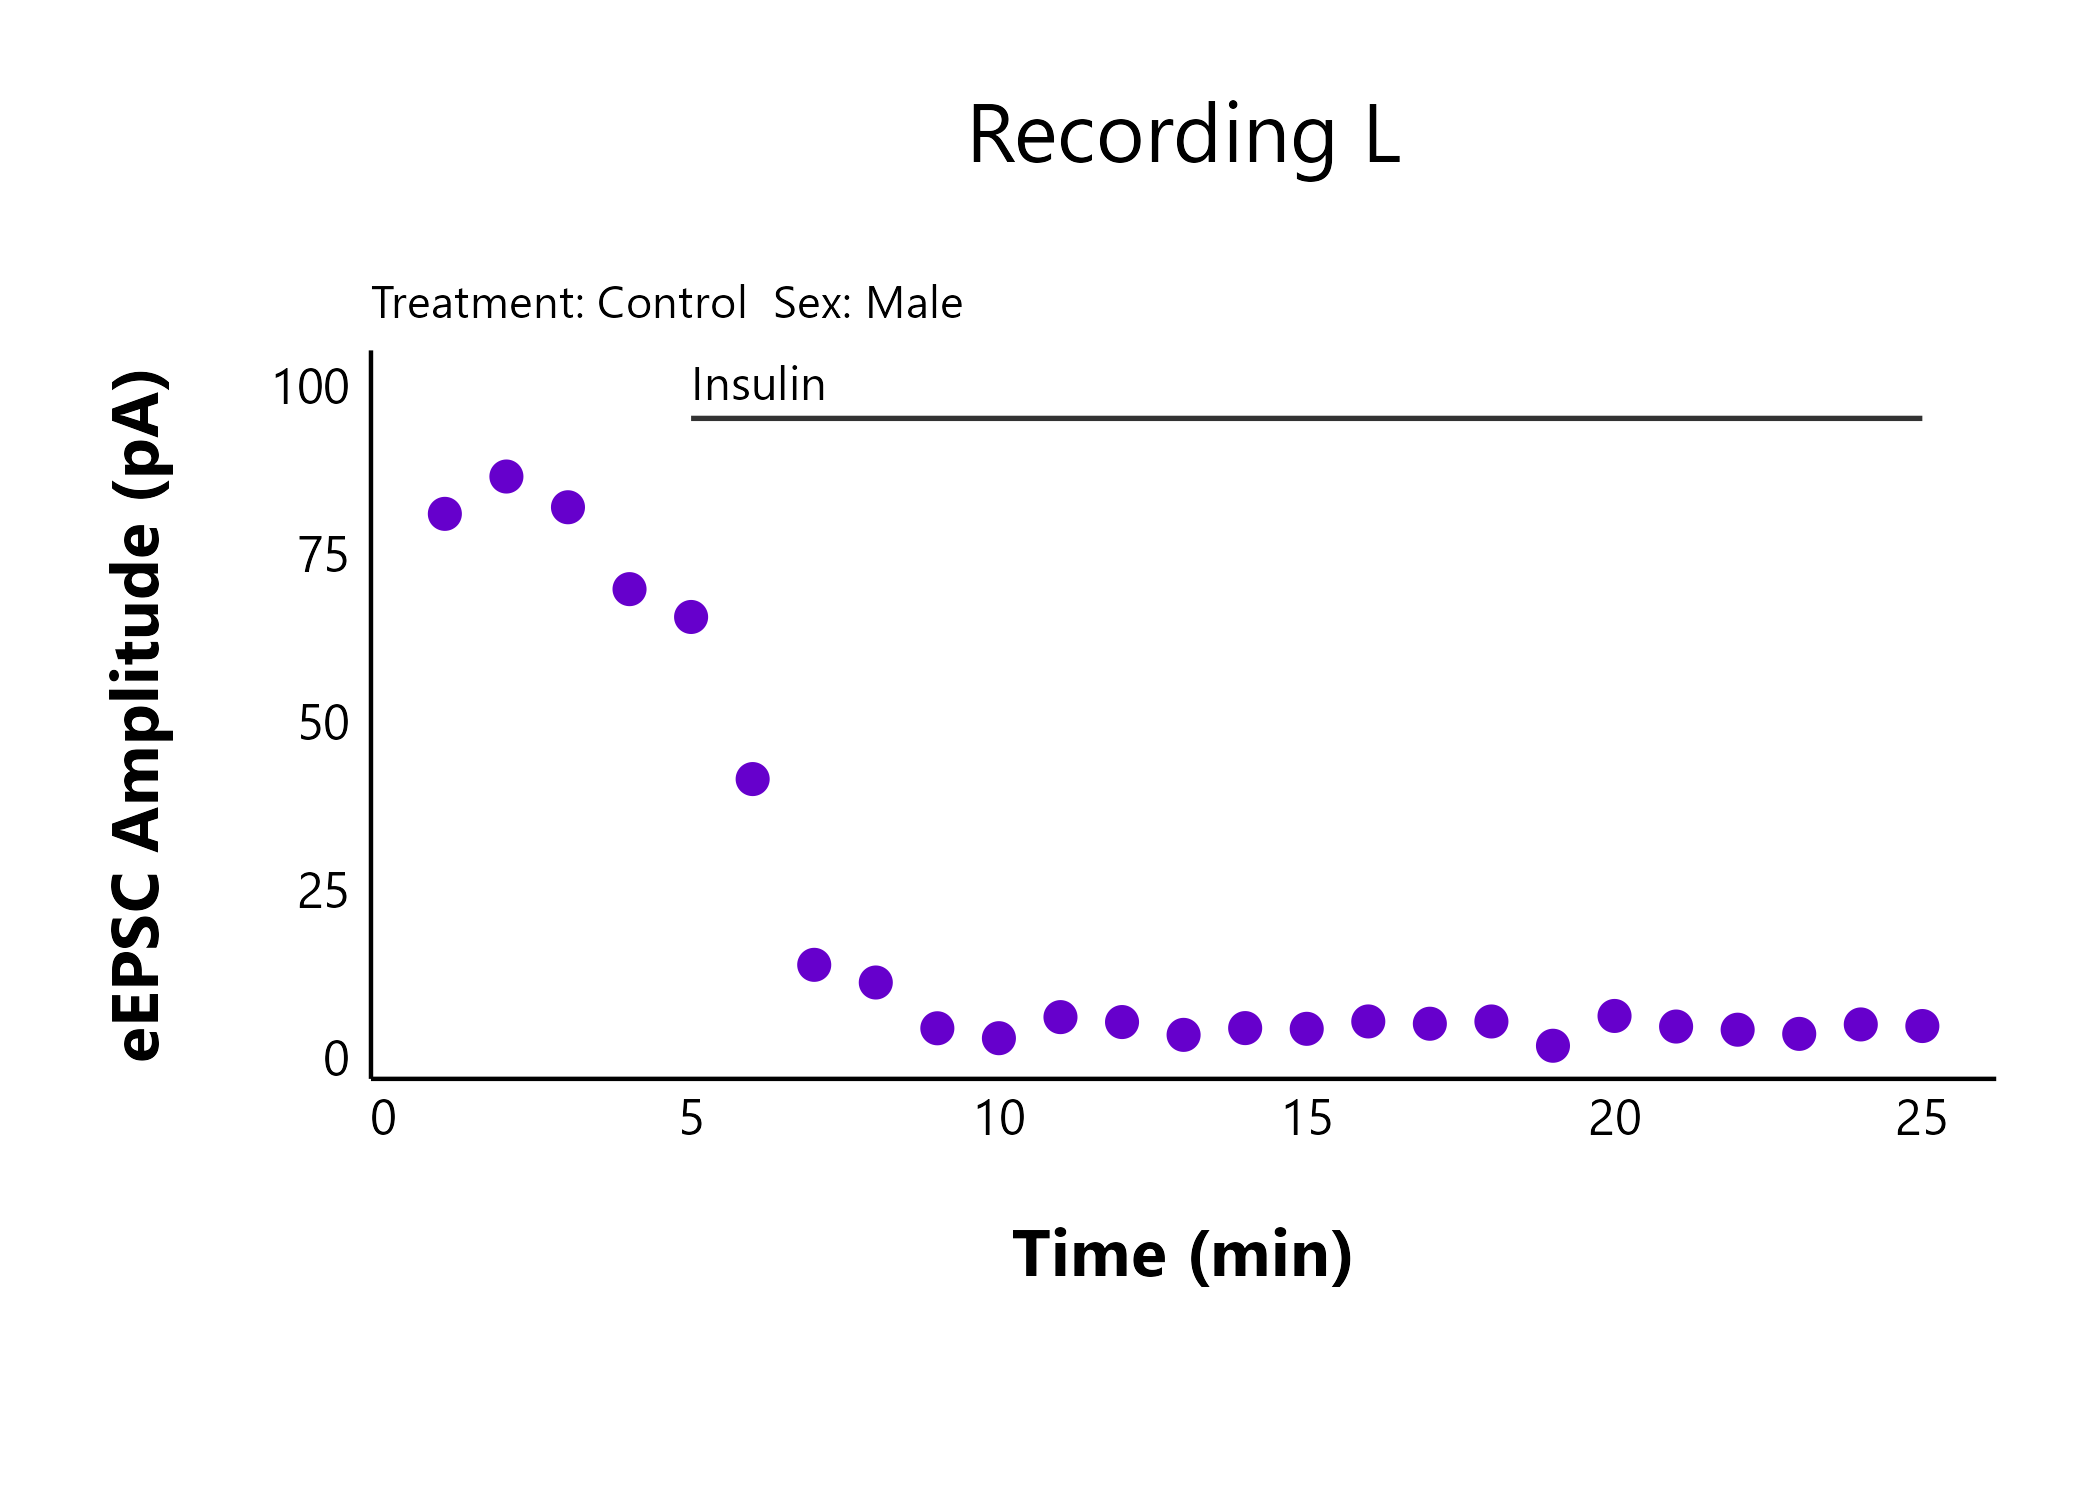 Recording L
Treatment: Control  Sex: Male
Insulin
eEPSC Amplitude (pA)
100
75
50
25
0
0 5 10 15 20 25
Time (min)